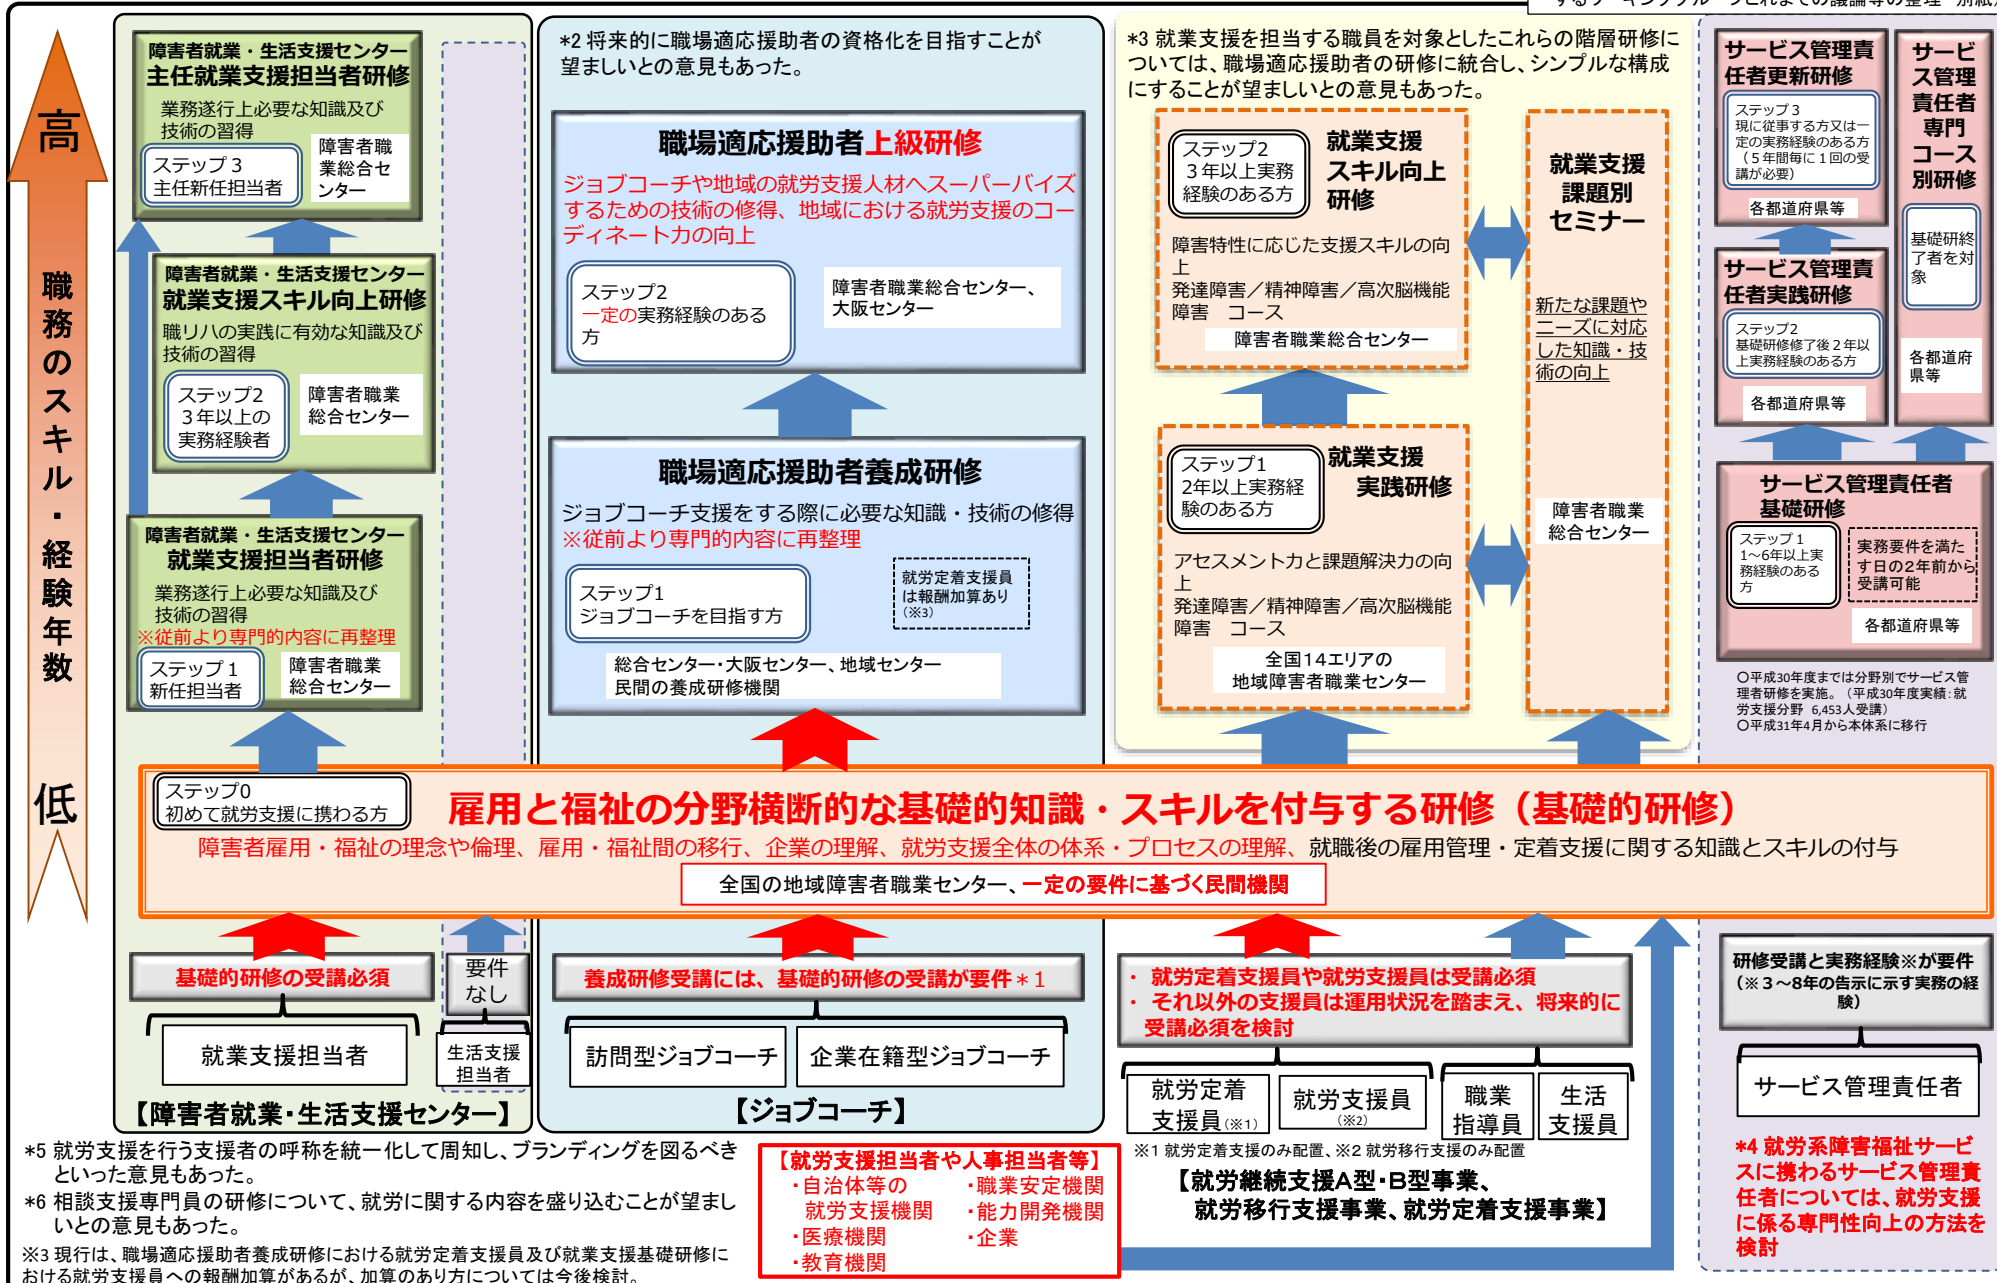 するワーキンググループこれまでの議論等の整理 別紙
高
職務のスキル・経験年数
低
障害者就業・生活支援センター
主任就業支援担当者研修
業務遂行上必要な知識及び
技術の習得
ステップ3
主任新任担当者
障害者職
業総合セ
ンター
障害者就業・生活支援センター
就業支援スキル向上研修
職リハの実践に有効な知識及び
技術の習得
ステップ2
3年以上の
実務経験者
障害者職業
総合センター
障害者就業・生活支援センター
就業支援担当者研修
業務遂行上必要な知識及び
技術の習得
※従前より専門的内容に再整理
ステップ1
新任担当者
障害者職業
総合センター
*2 将来的に職場適応援助者の資格化を目指すことが
望ましいとの意見もあった。
職場適応援助者上級研修
ジョブコーチや地域の就労支援人材へスーパーバイズ
するための技術の修得、地域における就労支援のコー
ディネート力の向上
ステップ2
一定の実務経験のある
方
障害者職業総合センター、
大阪センター
職場適応援助者養成研修
ジョブコーチ支援をする際に必要な知識・技術の修得
※従前より専門的内容に再整理
ステップ1
ジョブコーチを目指す方
就労定着支援員
は報酬加算あり
(※3)
総合センター・大阪センター、地域センター
民間の養成研修機関
*3 就業支援を担当する職員を対象としたこれらの階層研修に
ついては、職場適応援助者の研修に統合し、シンプルな構成
にすることが望ましいとの意見もあった。
ステップ2
3年以上実務
経験のある方
就業支援
スキル向上
研修
障害特性に応じた支援スキルの向
上
発達障害/精神障害/高次脳機能
障害 コース
障害者職業総合センター
ステップ1
2年以上実務経
験のある方
就業支援
実践研修
アセスメント力と課題解決力の向
上
発達障害/精神障害/高次脳機能
障害 コース
全国14エリアの
地域障害者職業センター
就業支援
課題別
セミナー
新たな課題や
ニーズに対応
した知識・技
術の向上
障害者職業
総合センター
サービス管理責
任者更新研修
ステップ3
現に従事する方又は一
定の実務経験のある方
(5年間毎に1回の受
講が必要)
各都道府県等
サービス管理責
任者実践研修
ステップ2
基礎研修修了後2年以
上実務経験のある方
各都道府県等
サービ
ス管理
責任者
専門
コース
別研修
基礎研終
了者を対
象
各都道府
県等
サービス管理責任者
基礎研修
ステップ1
1～6年以上実
務経験のある
方
実務要件を満た
す日の2年前から
受講可能
各都道府県等
〇平成30年度までは分野別でサービス管
理者研修を実施。(平成30年度実績:就
労支援分野 6,453人受講)
〇平成31年4月から本体系に移行
ステップ0
初めて就労支援に携わる方
雇用と福祉の分野横断的な基礎的知識・スキルを付与する研修(基礎的研修)
障害者雇用・福祉の理念や倫理、雇用・福祉間の移行、企業の理解、就労支援全体の体系・プロセスの理解、就職後の雇用管理・定着支援に関する知識とスキルの付与
全国の地域障害者職業センター、一定の要件に基づく民間機関
基礎的研修の受講必須
要件
なし
就業支援担当者
生活支援
担当者
【障害者就業・生活支援センター】
養成研修受講には、基礎的研修の受講が要件*1
訪問型ジョブコーチ
企業在籍型ジョブコーチ
【ジョブコーチ】
・ 就労定着支援員や就労支援員は受講必須
・ それ以外の支援員は運用状況を踏まえ、将来的に
受講必須を検討
就労定着
支援員(※1)
就労支援員
(※2)
職業
指導員
生活
支援員
※1 就労定着支援のみ配置、※2 就労移行支援のみ配置
【就労継続支援A型・B型事業、
就労移行支援事業、就労定着支援事業】
研修受講と実務経験※が要件
(※3～8年の告示に示す実務の経
験)
サービス管理責任者
*4 就労系障害福祉サービ
スに携わるサービス管理責
任者については、就労支援
に係る専門性向上の方法を
検討
*5 就労支援を行う支援者の呼称を統一化して周知し、ブランディングを図るべき
といった意見もあった。
*6 相談支援専門員の研修について、就労に関する内容を盛り込むことが望まし
いとの意見もあった。
※3 現行は、職場適応援助者養成研修における就労定着支援員及び就業支援基礎研修に
おける就労支援員への報酬加算があるが、加算のあり方については今後検討。
【就労支援担当者や人事担当者等】
・自治体等の
就労支援機関
・医療機関
・教育機関
・職業安定機関
・能力開発機関
・企業